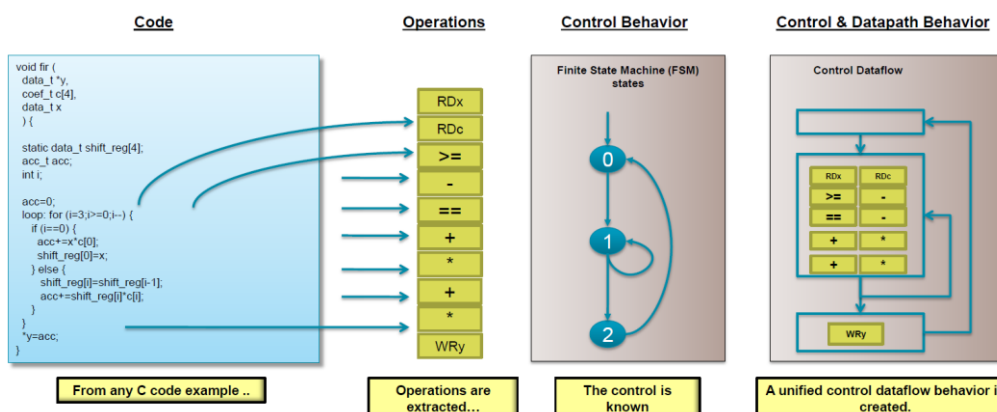 Code
Operations
Control Behavior
Control & Datapath Behavior
void fir (
data_t *y,
coef_t c[4],
data_t x
) {
static data_t shift_reg[4];
acc_t acc;
int i;
acc=0;
loop: for (i=3;i>=0;i--) {
if (i==0) {
acc+=x*c[0];
shift_reg[0]=x;
} else {
shift_reg[i]=shift_reg[i-1];
acc+=shift_reg[i]*c[i];
}
}
*y=acc;
}
From any C code example ..
RDx
RDc
>=
-
==
+
*
+
*
WRy
Operations are
extracted…
Finite State Machine (FSM)
states
0
1
2
The control is
known
Control Dataflow
RDx RDc
>= -
== -
+ *
+ *
WRy
A unified control dataflow behavior i
created.